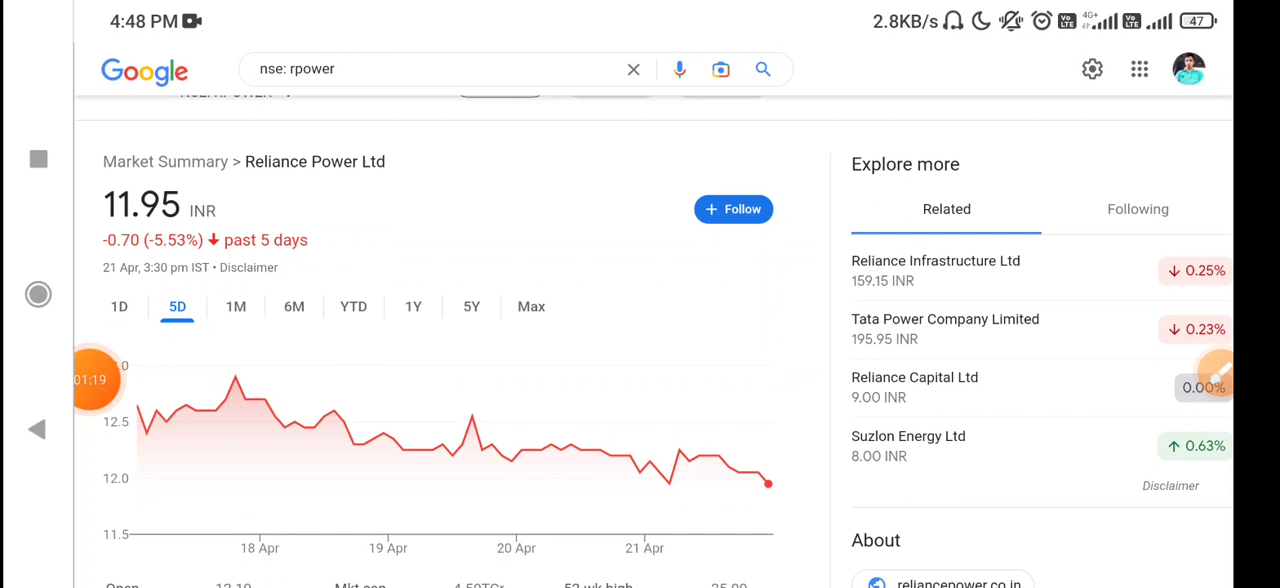 4:48 PM
2.8KB/s 4G+ Vo LTE Vo LTE 47
Google
nse: rpower
Market Summary > Reliance Power Ltd
11.95 INR
+ Follow
-0.70 (-5.53%) ↓ past 5 days
21 Apr, 3:30 pm IST • Disclaimer
1D 5D 1M 6M YTD 1Y 5Y Max
01:19
12.5
12.0
11.5
18 Apr 19 Apr 20 Apr 21 Apr
Explore more
Related Following
Reliance Infrastructure Ltd
159.15 INR
↓ 0.25%
Tata Power Company Limited
195.95 INR
↓ 0.23%
Reliance Capital Ltd
9.00 INR
0.00%
Suzlon Energy Ltd
8.00 INR
↑ 0.63%
Disclaimer
About
reliancepower.co.in